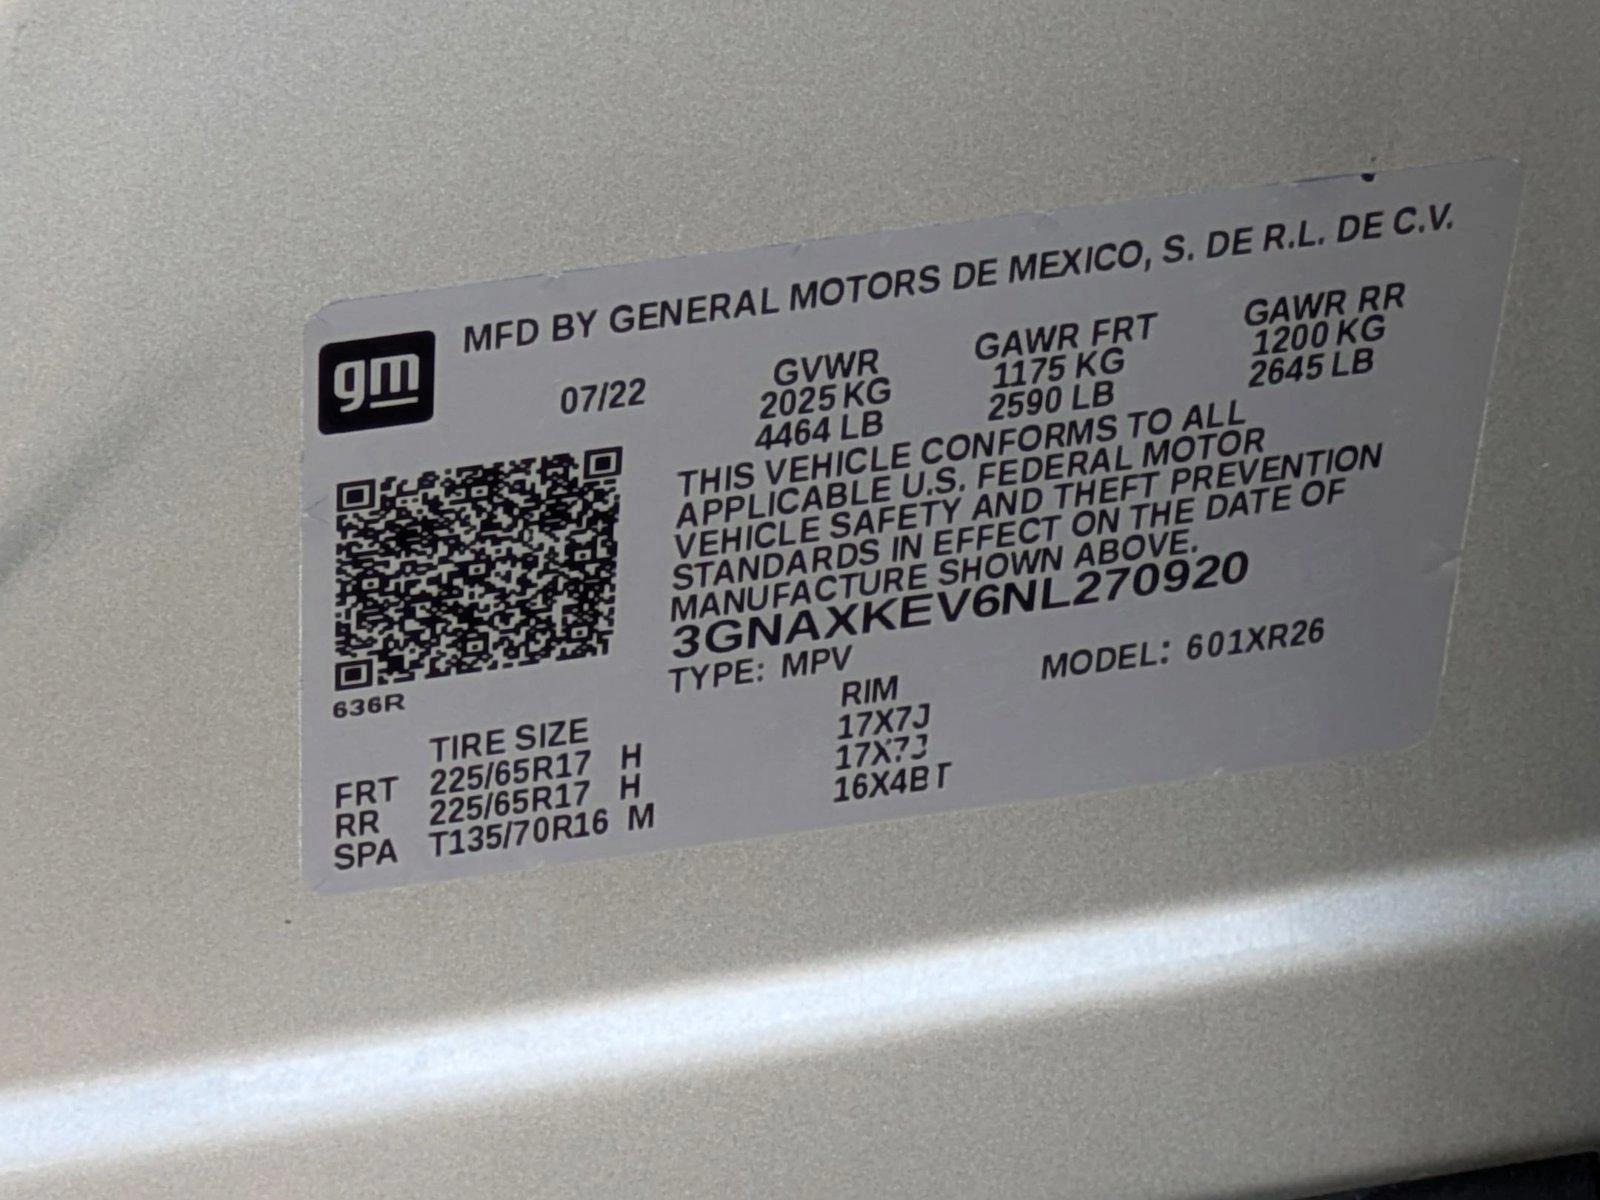 MFD BY GENERAL MOTORS DE MEXICO, S. DE R.L. DE C.V.
gm
07/22
GVWR GAWR FRT GAWR RR
2025 KG 1175 KG 1200 KG
4464 LB 2590 LB 2645 LB
THIS VEHICLE CONFORMS TO ALL
APPLICABLE U.S. FEDERAL MOTOR
VEHICLE SAFETY AND THEFT PREVENTION
STANDARDS IN EFFECT ON THE DATE OF
MANUFACTURE SHOWN ABOVE.
3GNAXKEV6NL270920
TYPE: MPV MODEL: 601XR26
636R
TIRE SIZE RIM
FRT 225/65R17 H 17X7J
RR 225/65R17 H 17X7J
SPA T135/70R16 M 16X4BT